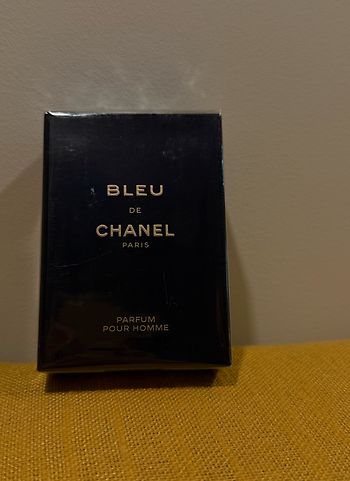 BLEU
DE
CHANEL
PARIS
PARFUM
POUR HOMME